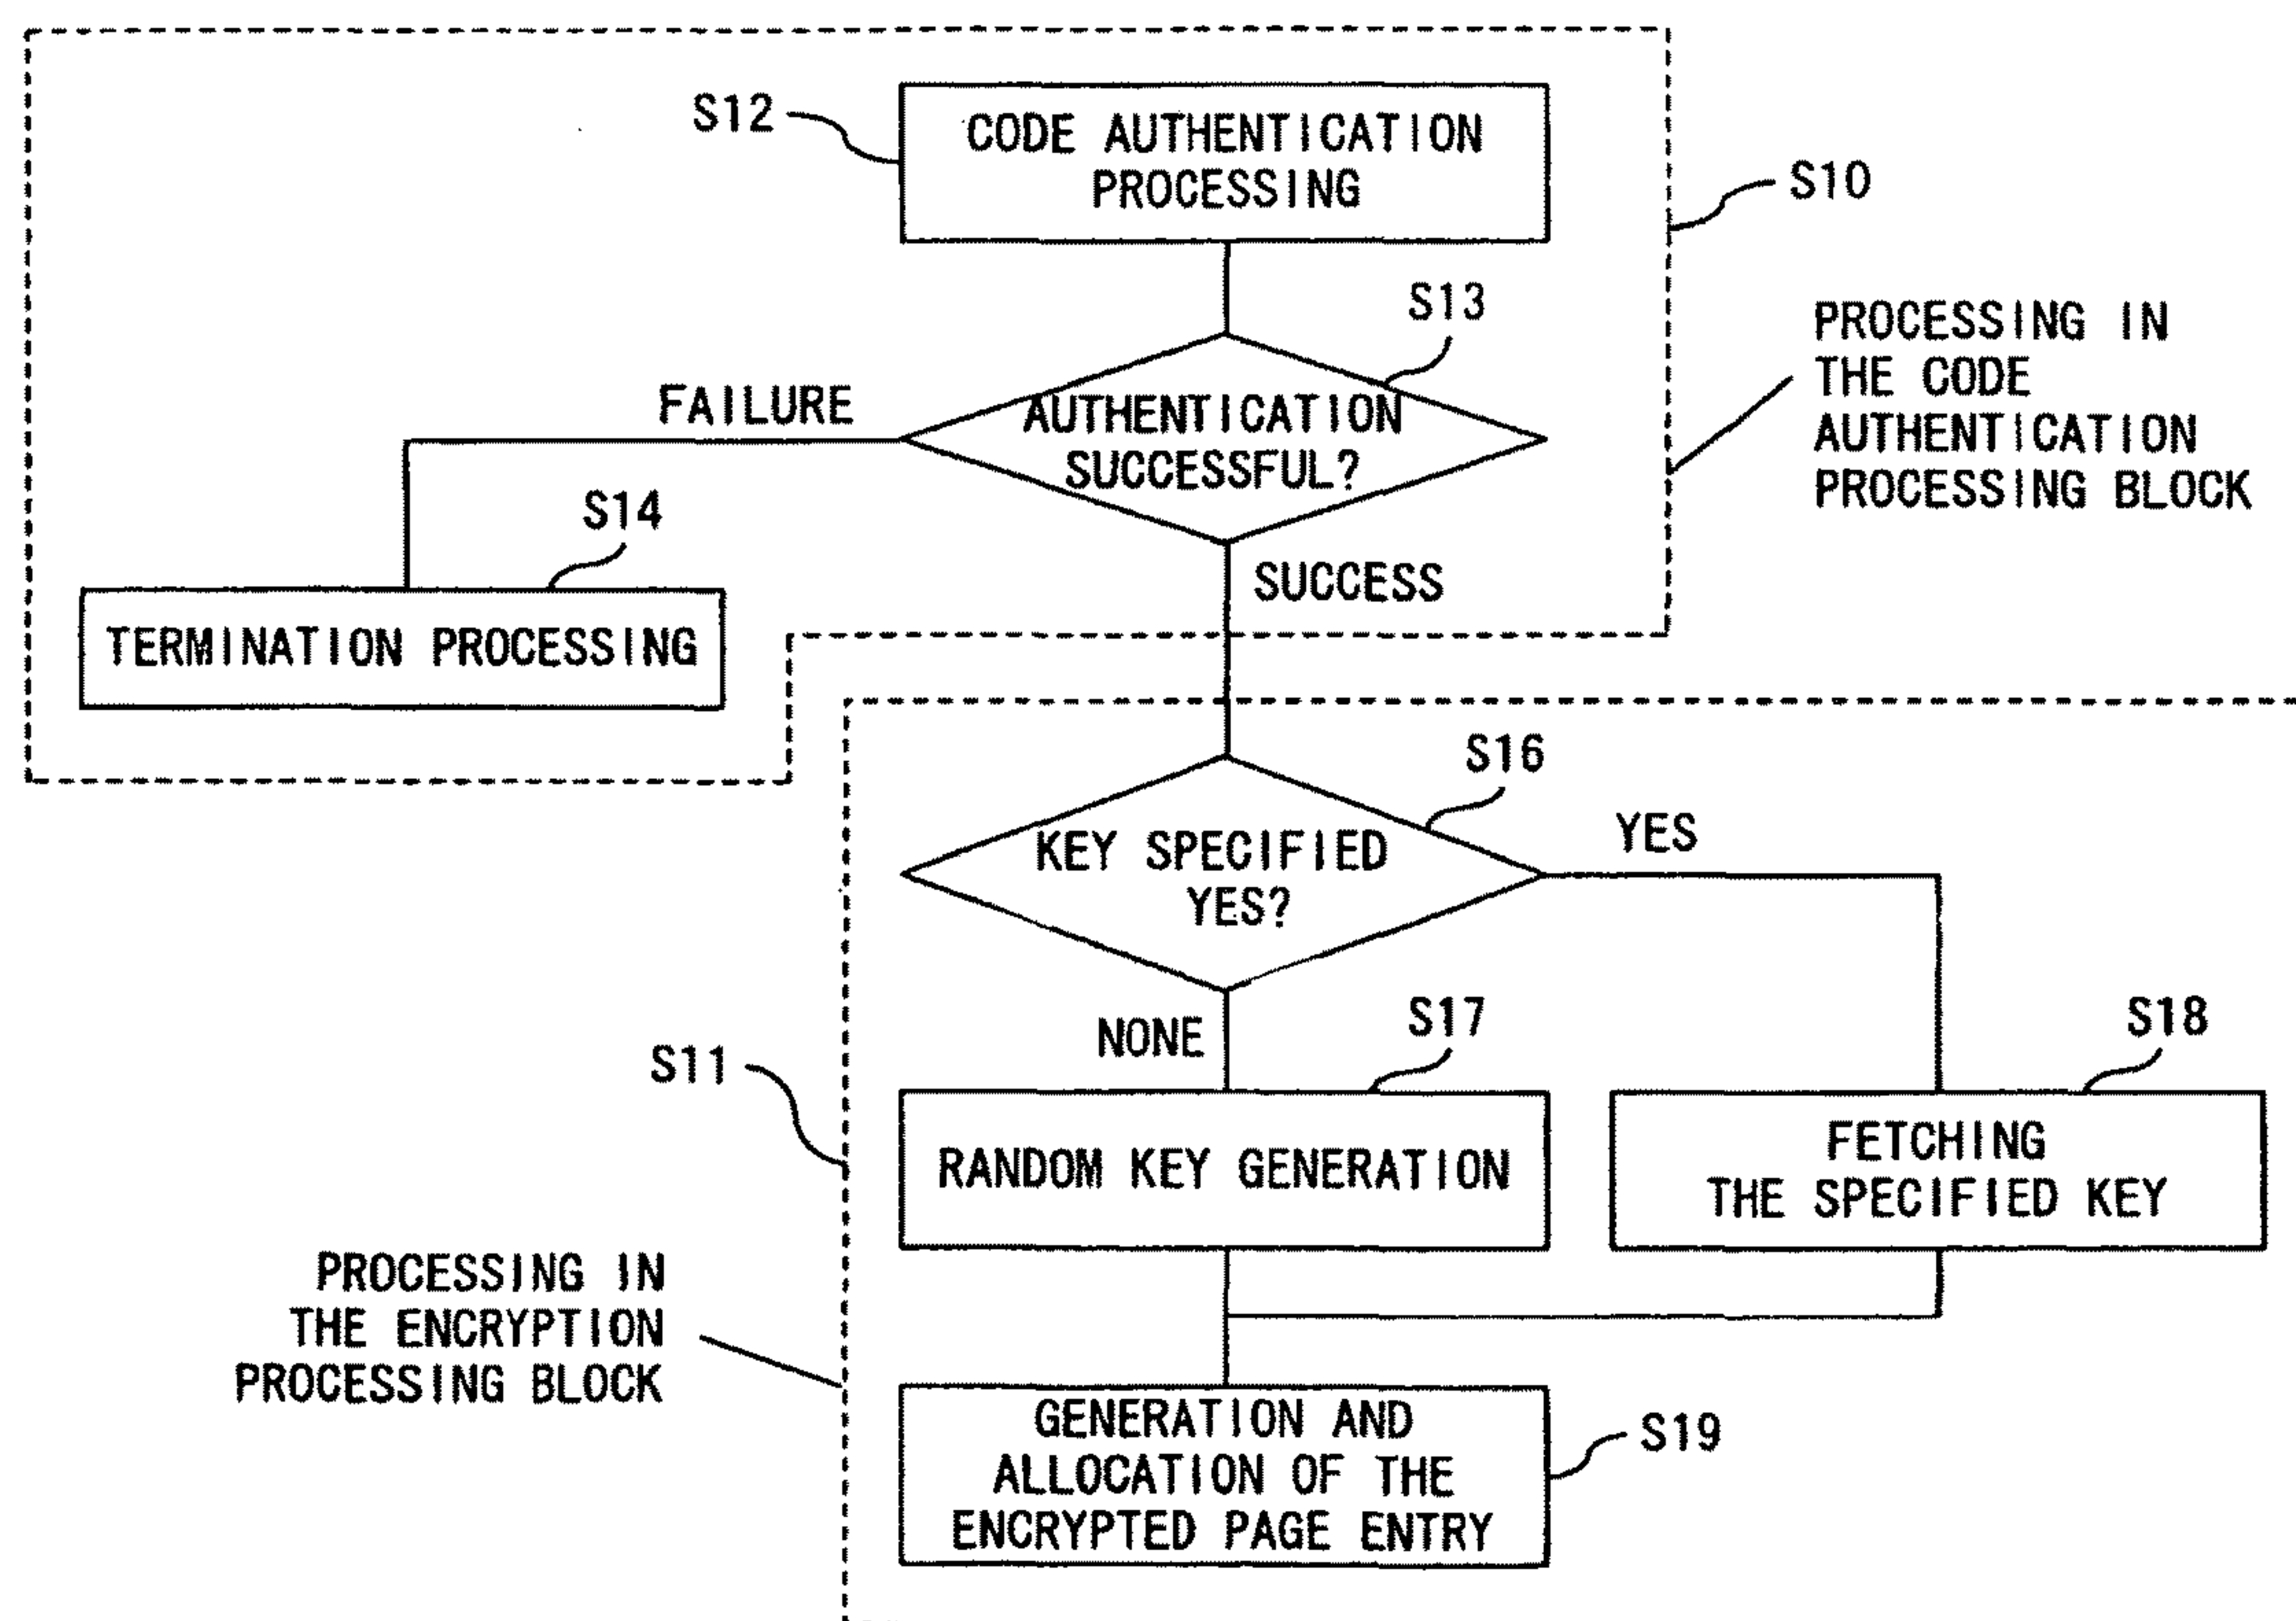 S12
CODE AUTHENTICATION
PROCESSING
S10
S13
PROCESSING IN
THE CODE
AUTHENTICATION
PROCESSING BLOCK
FAILURE
AUTHENTICATION
SUCCESSFUL?
S14
SUCCESS
TERMINATION PROCESSING
S16
YES
KEY SPECIFIED
YES?
NONE
S17
S18
S11
RANDOM KEY GENERATION
FETCHING
THE SPECIFIED KEY
PROCESSING IN
THE ENCRYPTION
PROCESSING BLOCK
GENERATION AND
ALLOCATION OF THE
ENCRYPTED PAGE ENTRY
S19